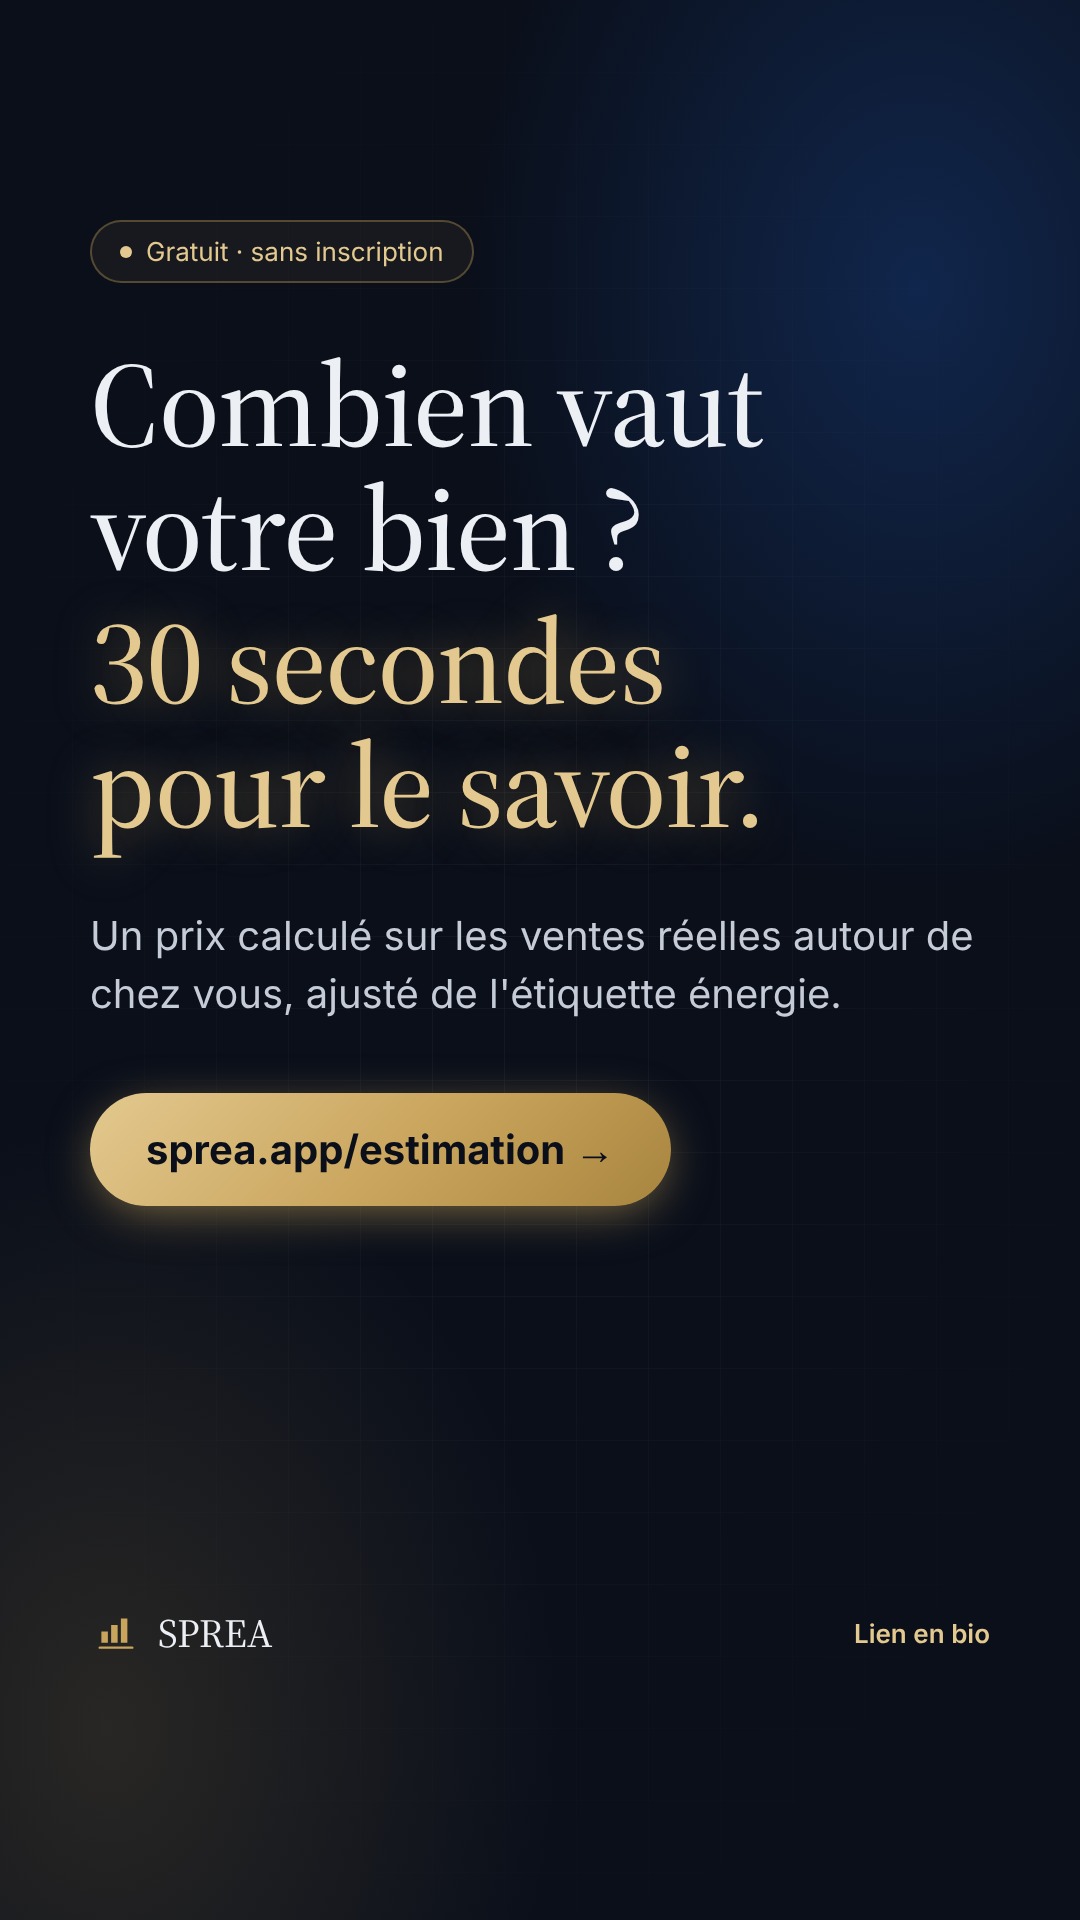 Gratuit · sans inscription
Combien vaut
votre bien ?
30 secondes
pour le savoir.
Un prix calculé sur les ventes réelles autour de
chez vous, ajusté de l'étiquette énergie.
sprea.app/estimation →
SPREA
Lien en bio